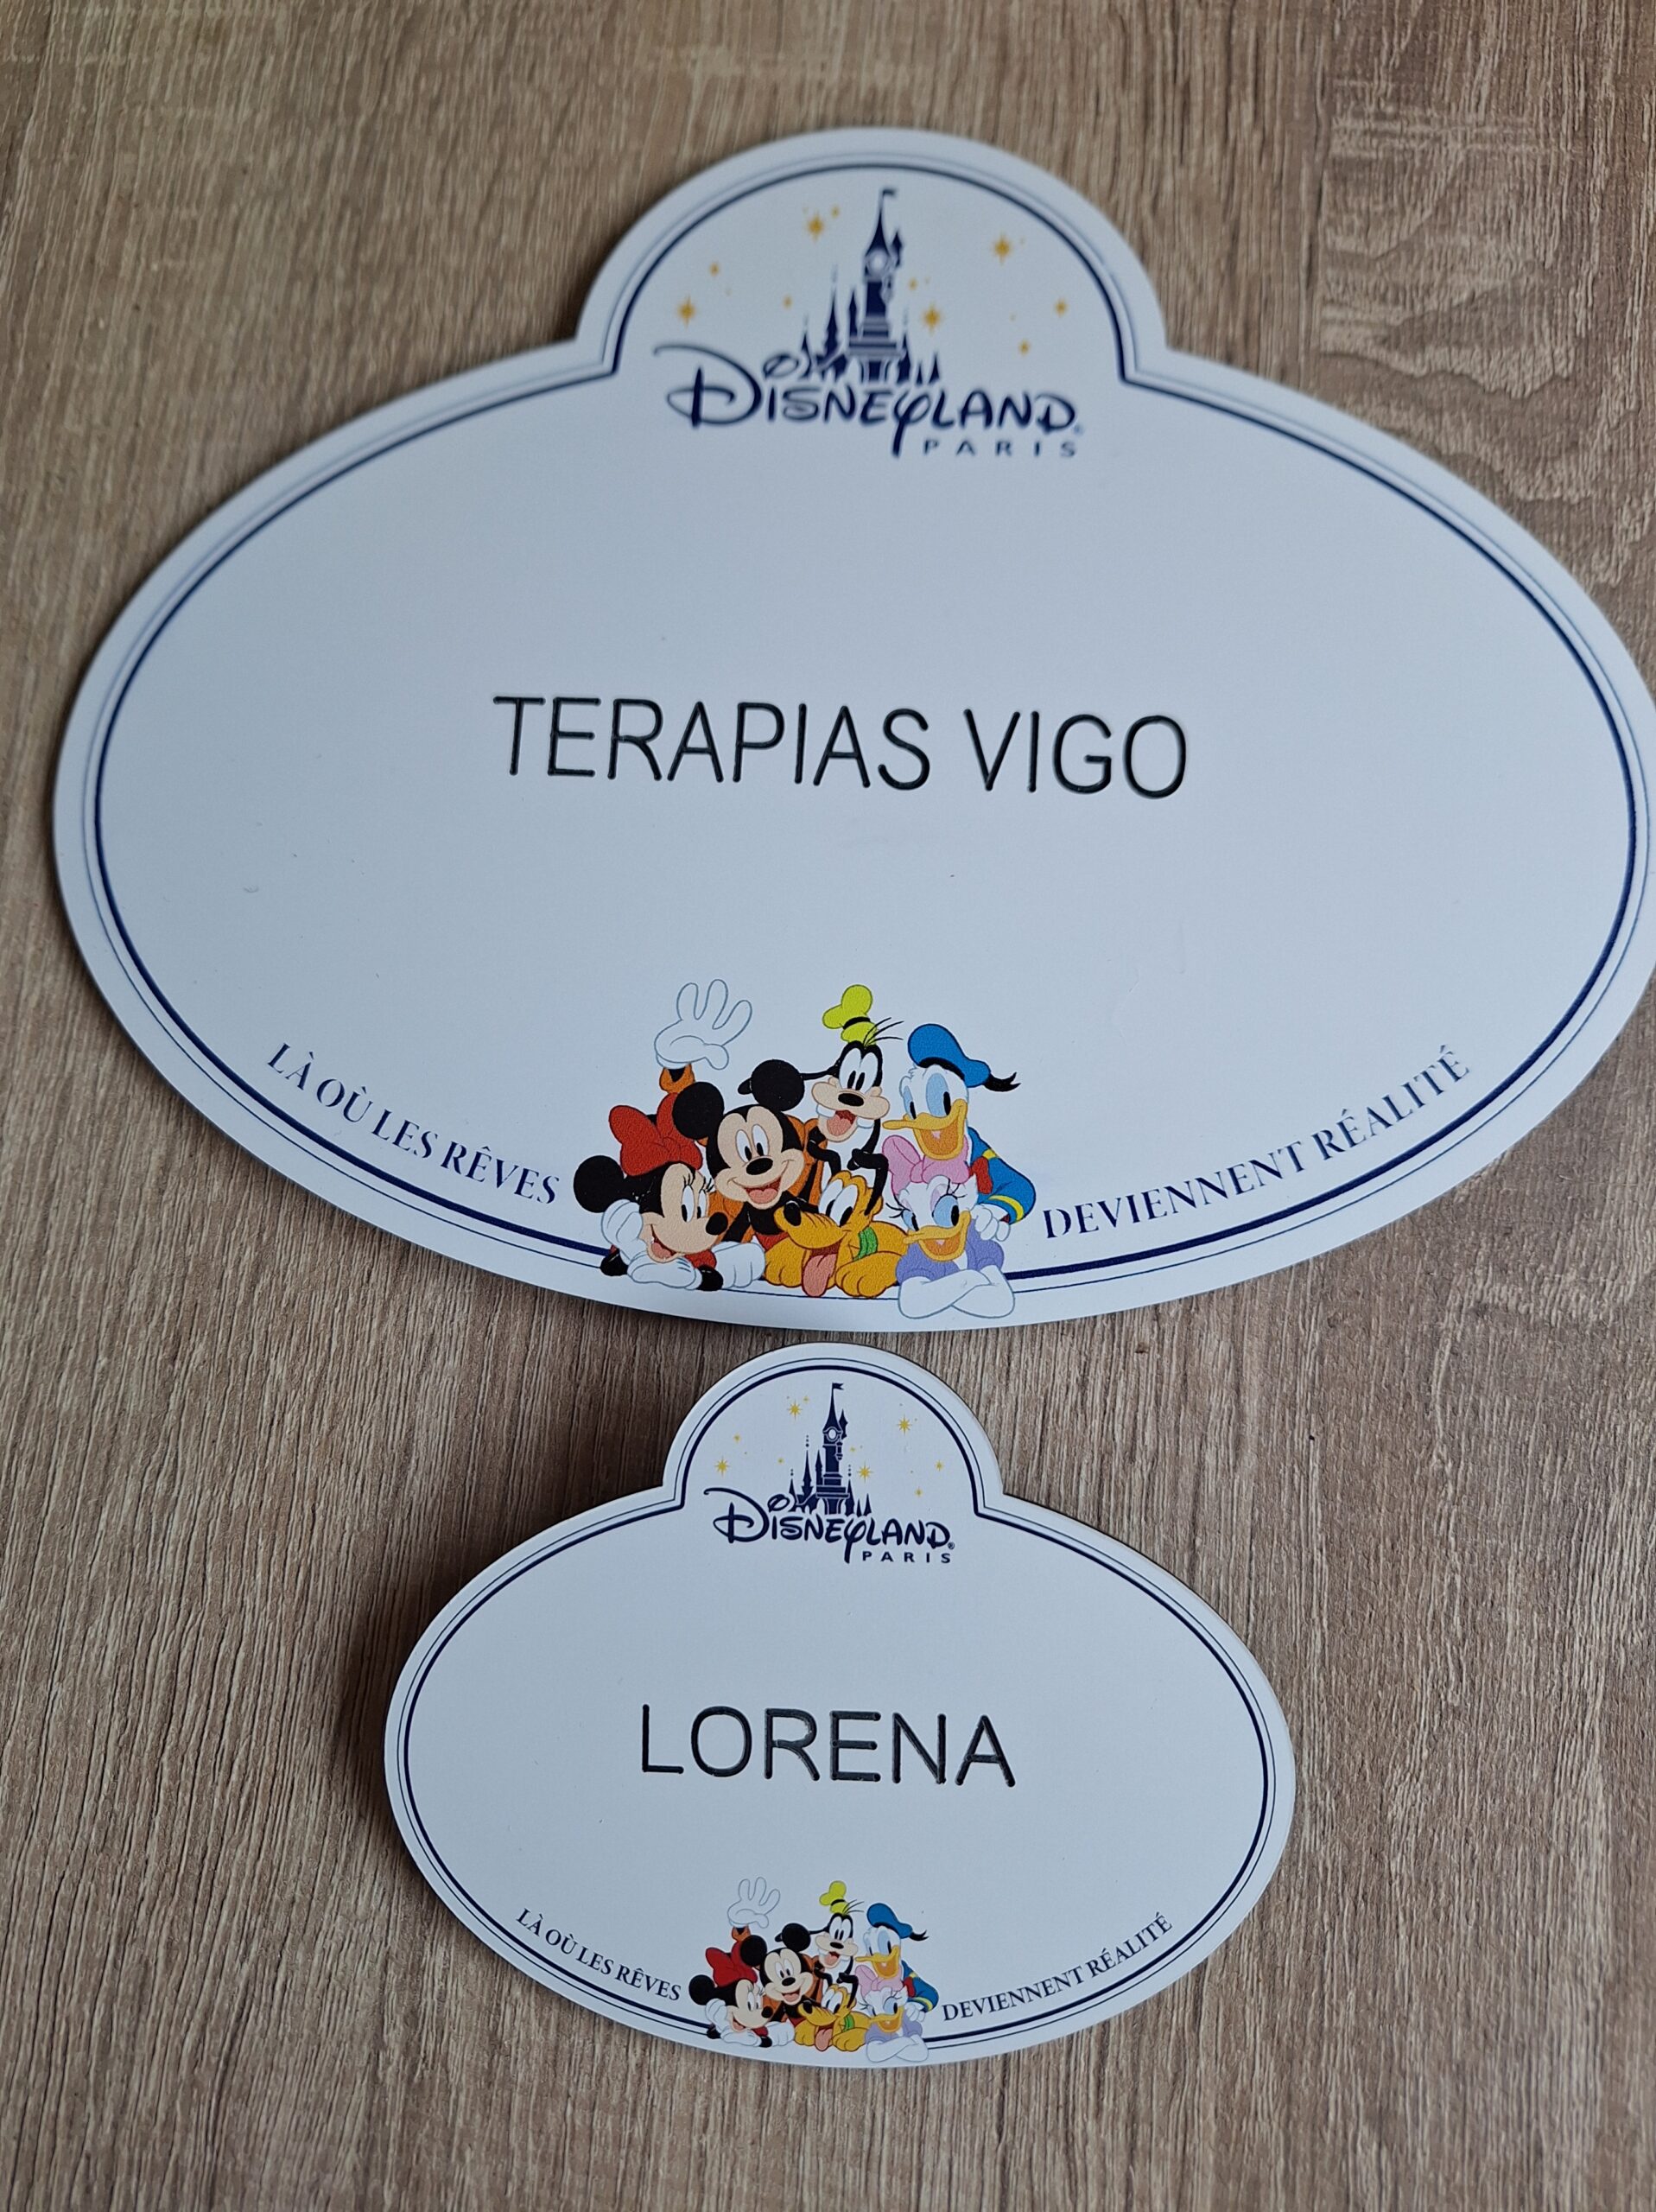 DISNEYLAND®
PARIS
TERAPIAS VIGO
LÀ OÙ LES RÊVES DEVIENNENT RÉALITÉ
DISNEYLAND®
PARIS
LORENA
LÀ OÙ LES RÊVES DEVIENNENT RÉALITÉ